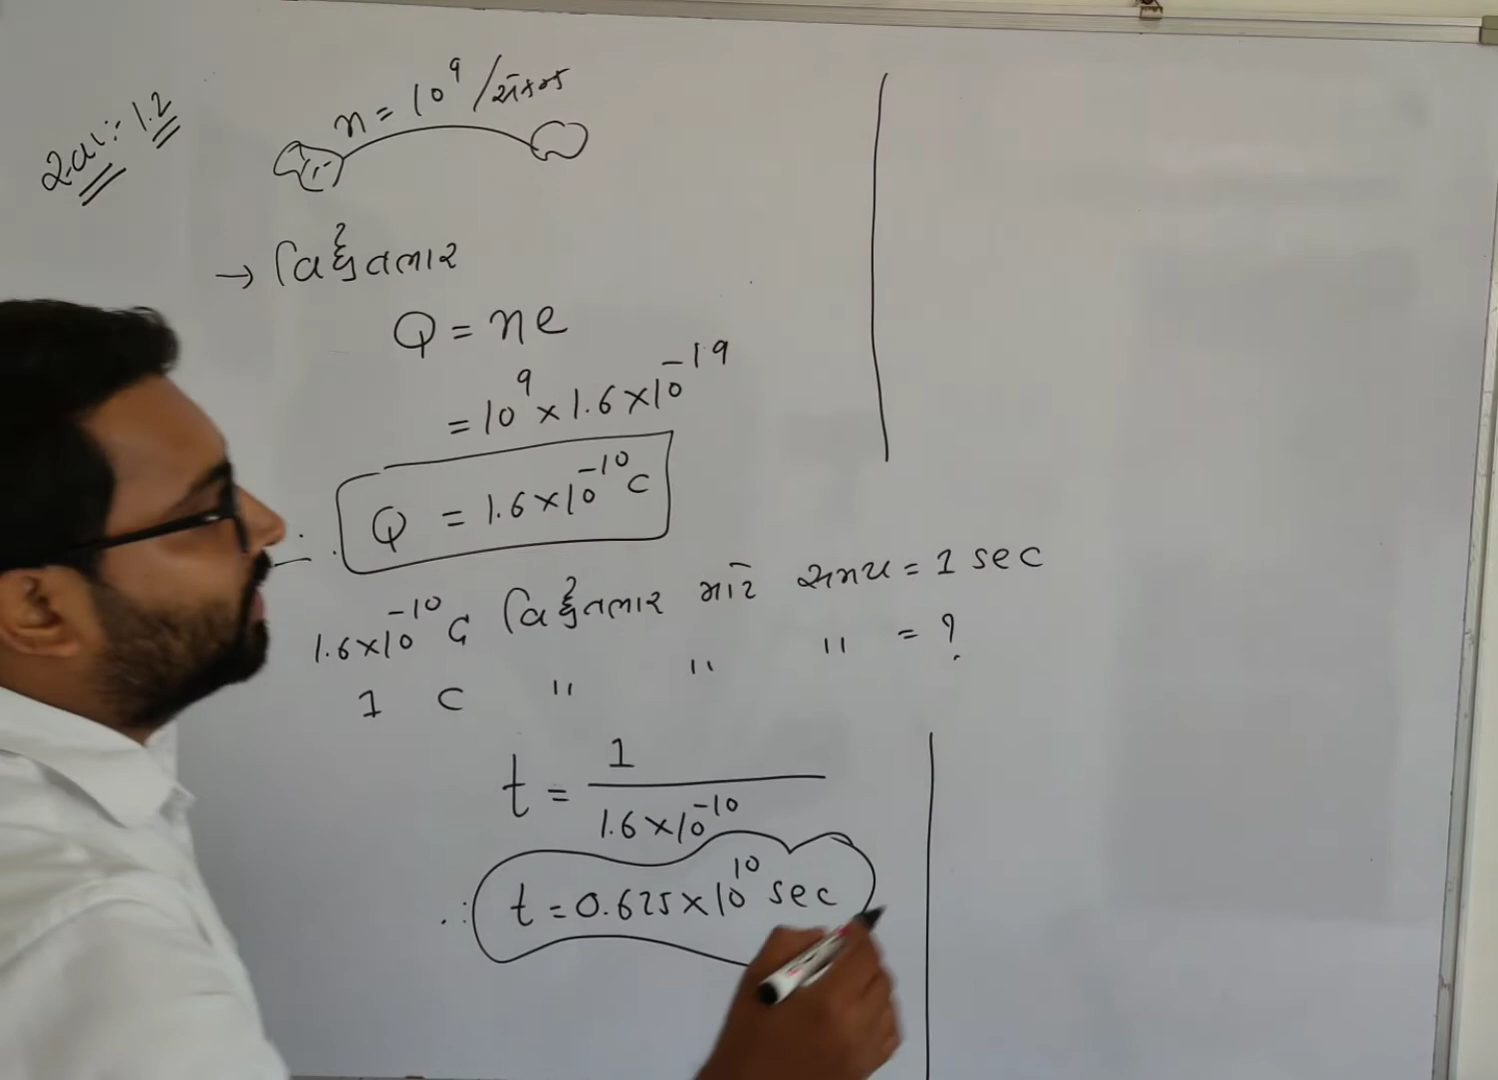 દા.: 1.2
n = 10⁹ / સેકન્ડ
→ વિદ્યુતભાર
Q = ne
= 10⁹ × 1.6 × 10⁻¹⁹
∴ Q = 1.6 × 10⁻¹⁰ C
1.6 × 10⁻¹⁰ C વિદ્યુતભાર માટે સમય = 1 sec
1 C " " " = ?
t = 1 / 1.6 × 10⁻¹⁰
∴ t = 0.625 × 10¹⁰ sec